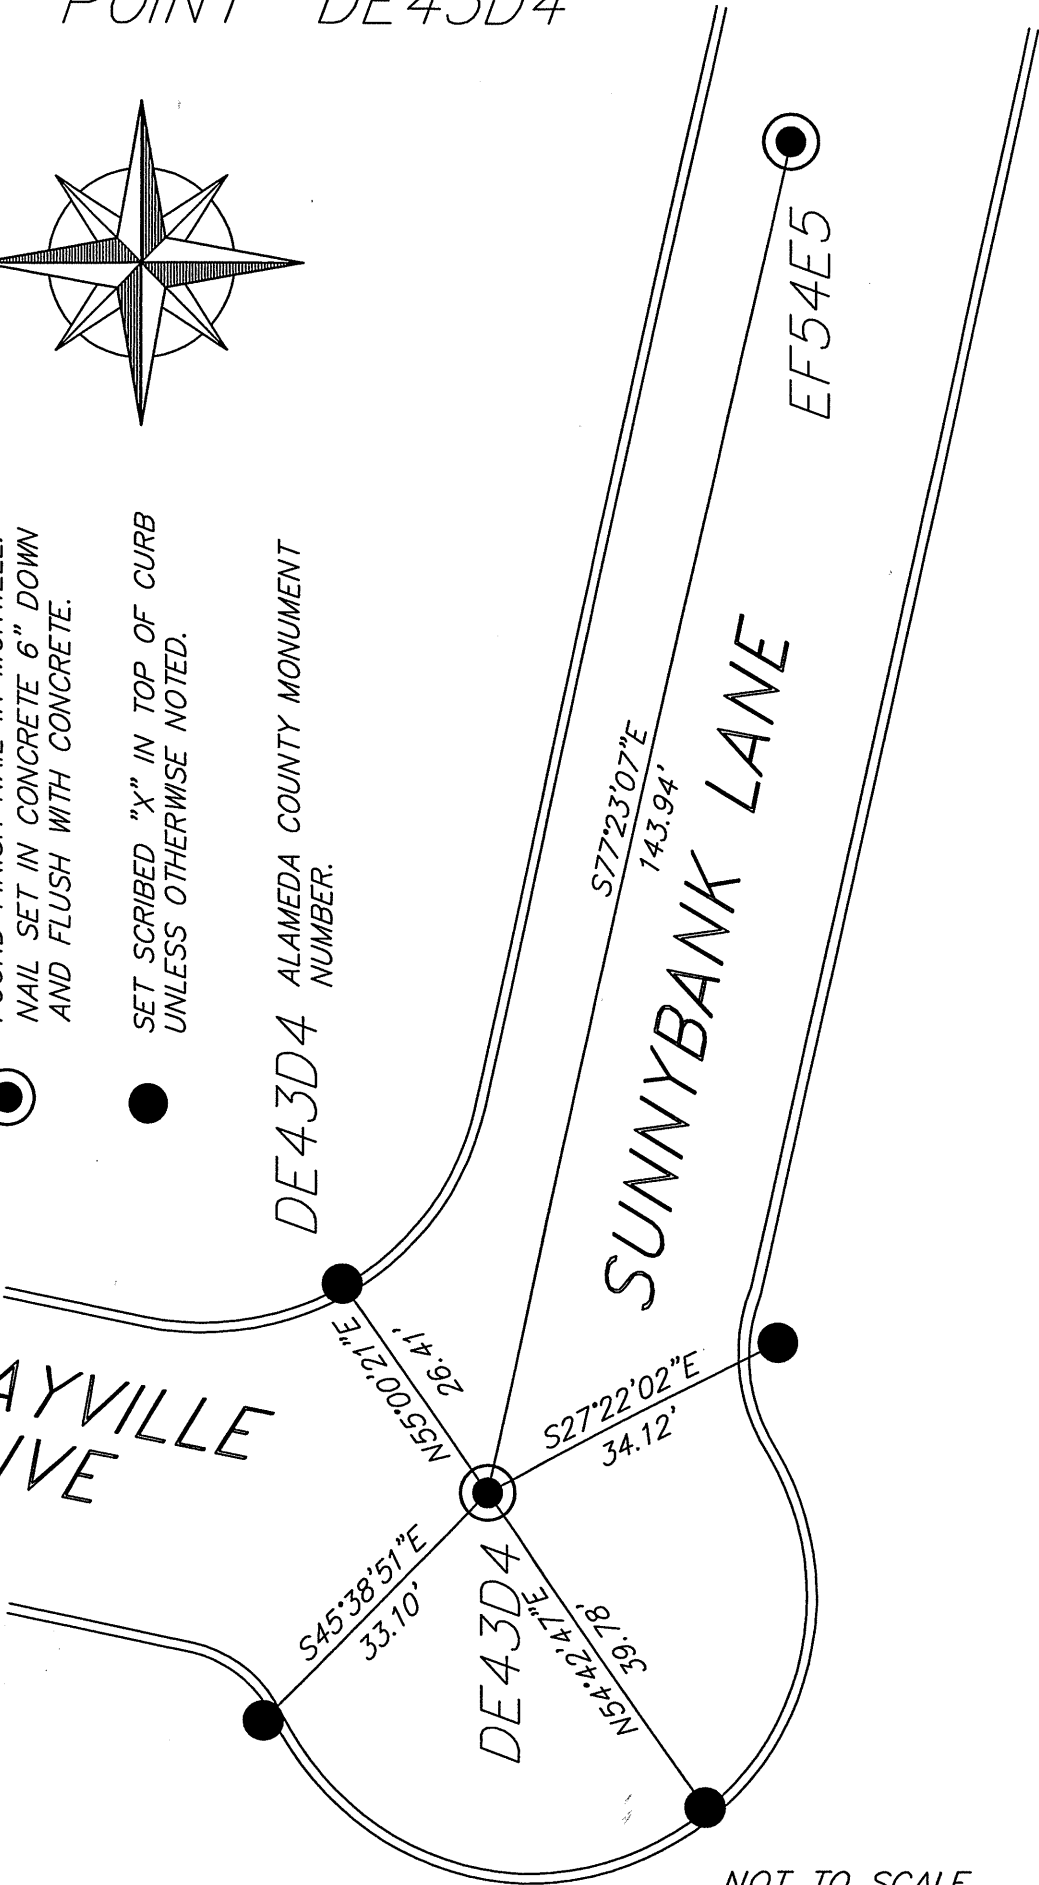 POINT DE43D4
NAIL SET IN CONCRETE 6" DOWN
AND FLUSH WITH CONCRETE.
SET SCRIBED "X" IN TOP OF CURB
UNLESS OTHERWISE NOTED.
DE43D4 ALAMEDA COUNTY MONUMENT
NUMBER.
EF54E5
S77°23'07"E
143.94'
SUNNYBANK LANE
N55°00'21"E
26.41'
S27°22'02"E
34.12'
AYVILLE
IVE
S45°38'51"E
33.10'
DE43D4
N54°42'47"E
39.78'
NOT TO SCALE